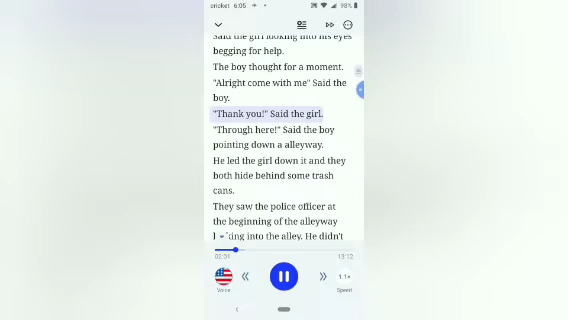 cricket 6:05
98%
Said the girl looking into his eyes
begging for help.
The boy thought for a moment.
"Alright come with me" Said the
boy.
"Thank you!" Said the girl.
"Through here!" Said the boy
pointing down a alleyway.
He led the girl down it and they
both hide behind some trash
cans.
They saw the police officer at
the beginning of the alleyway
into the alley. He didn't
02:01 13:12
1.1×
Voice Speed